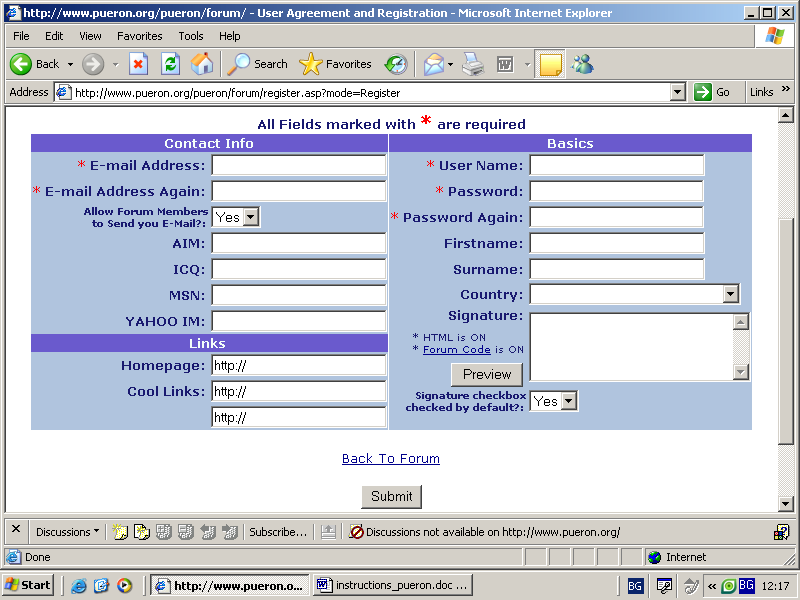 http://www.pueron.org/pueron/forum/ - User Agreement and Registration - Microsoft Internet Explorer
File Edit View Favorites Tools Help
Back Search Favorites
Address http://www.pueron.org/pueron/forum/register.asp?mode=Register Go Links »
All Fields marked with * are required
Contact Info
* E-mail Address:
* E-mail Address Again:
Allow Forum Members
to Send you E-Mail?: Yes
AIM:
ICQ:
MSN:
YAHOO IM:
Links
Homepage: http://
Cool Links: http://
http://
Basics
* User Name:
* Password:
* Password Again:
Firstname:
Surname:
Country:
Signature:
* HTML is ON
* Forum Code is ON
Preview
Signature checkbox
checked by default?: Yes
Back To Forum
Submit
Discussions Subscribe... Discussions not available on http://www.pueron.org/
Done Internet
Start http://www.pueron.o... instructions_pueron.doc ... BG « BG 12:17